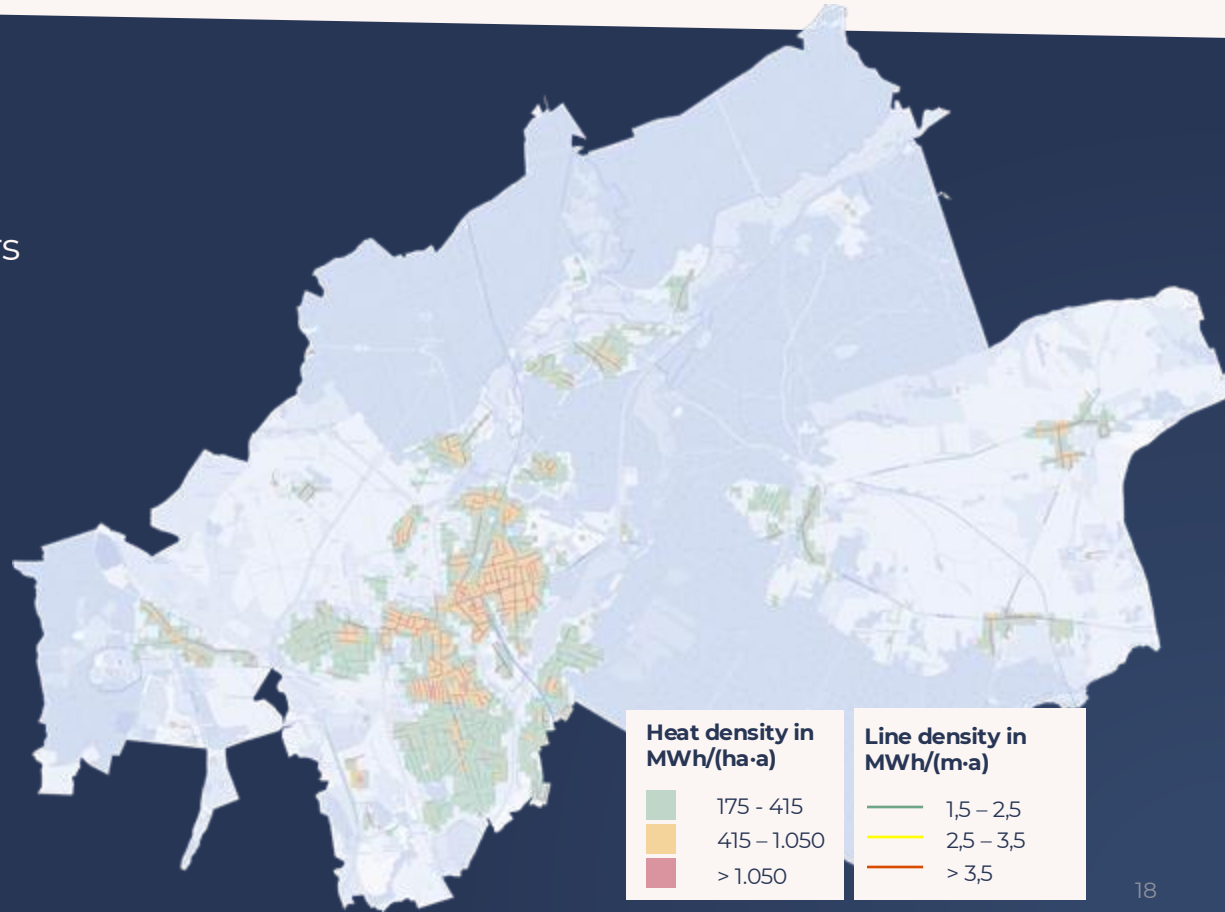 TS
Heat density in
MWh/(ha·a)
175 - 415
415 – 1.050
> 1.050
Line density in
MWh/(m·a)
1,5 – 2,5
2,5 – 3,5
> 3,5
18